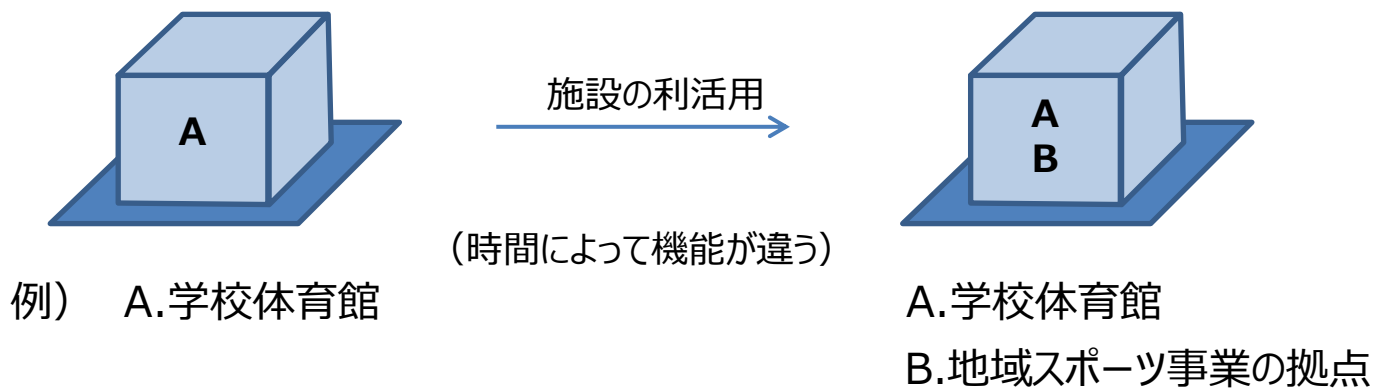 A
施設の利活用
A
B
（時間によって機能が違う）
例） A.学校体育館
A.学校体育館
B.地域スポーツ事業の拠点